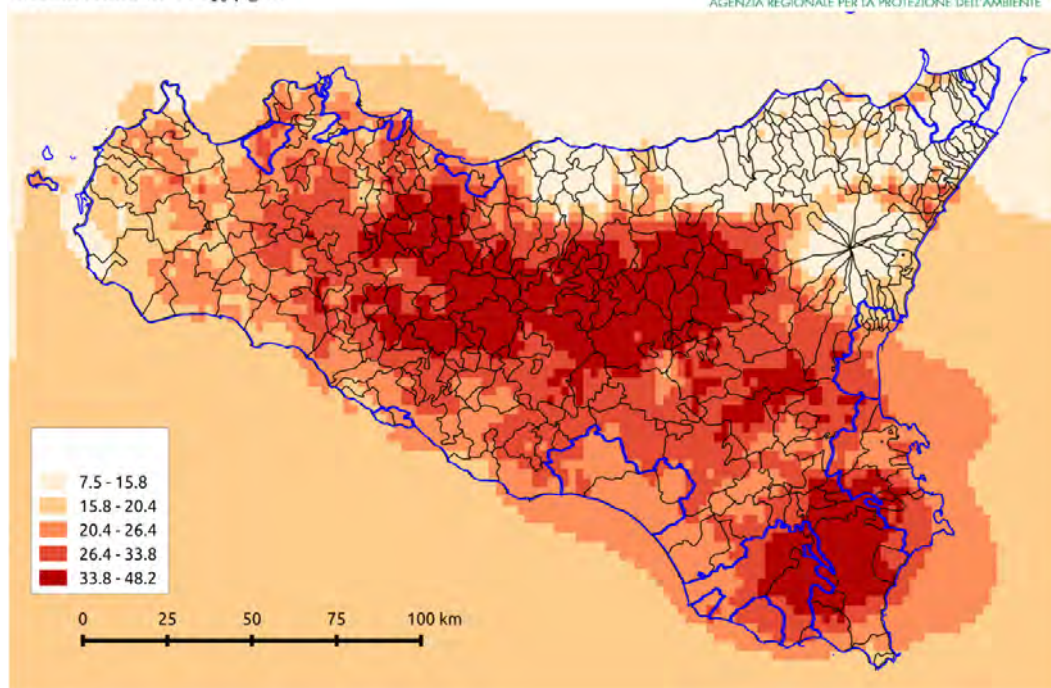 AGENZIA REGIONALE PER LA PROTEZIONE DELL'AMBIENTE
7.5 - 15.8
15.8 - 20.4
20.4 - 26.4
26.4 - 33.8
33.8 - 48.2
0 25 50 75 100 km